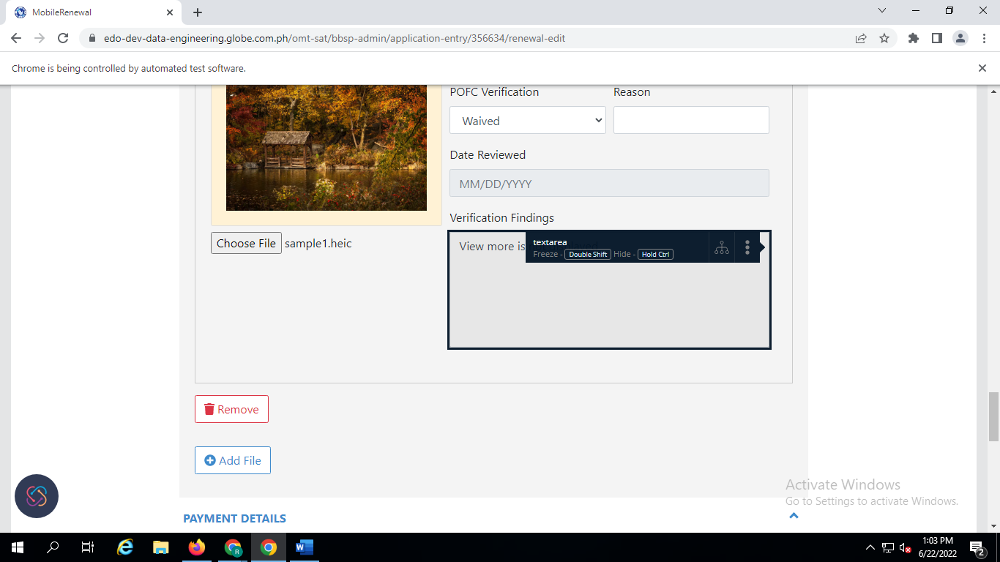 MobileRenewal
edo-dev-data-engineering.globe.com.ph/omt-sat/bbsp-admin/application-entry/356634/renewal-edit
Chrome is being controlled by automated test software.
POFC Verification
Reason
Waived
Date Reviewed
MM/DD/YYYY
Verification Findings
Choose File sample1.heic
View more is
textarea
Freeze - Double Shift Hide - Hold Ctrl
Remove
Add File
Activate Windows
Go to Settings to activate Windows.
PAYMENT DETAILS
R
W
1:03 PM
6/22/2022
2